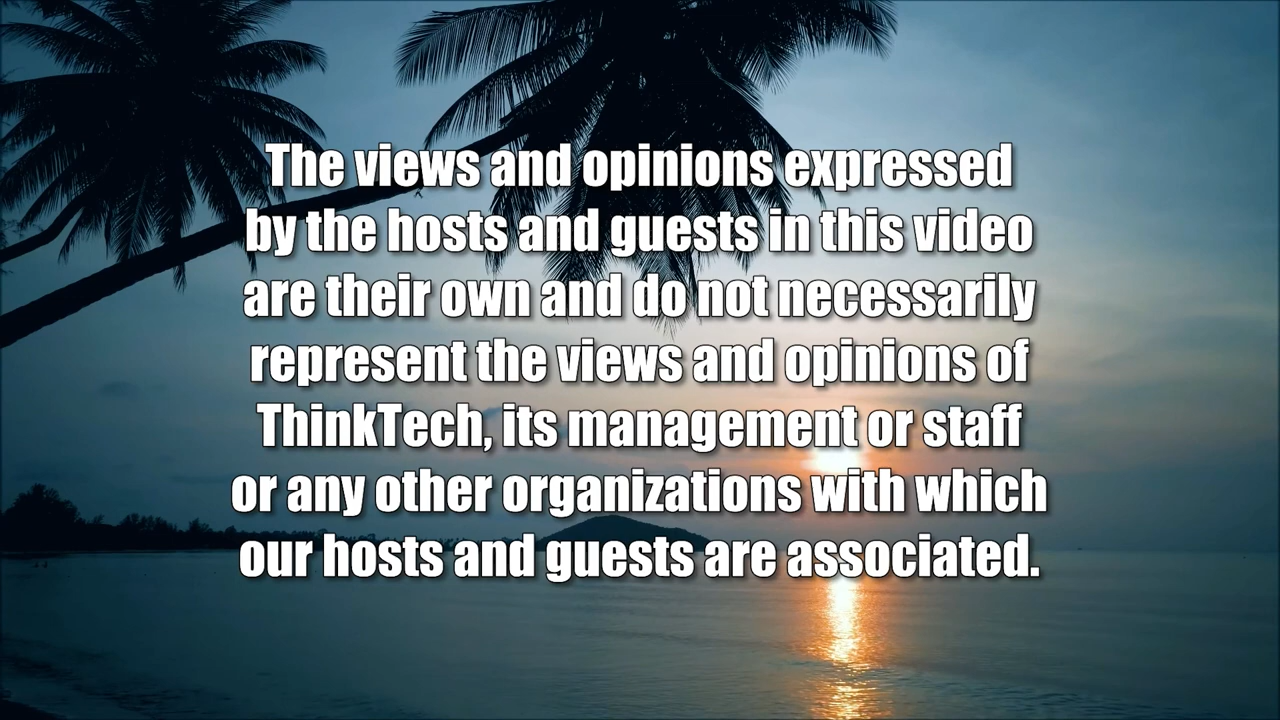 The views and opinions expressed
by the hosts and guests in this video
are their own and do not necessarily
represent the views and opinions of
ThinkTech, its management or staff
or any other organizations with which
our hosts and guests are associated.